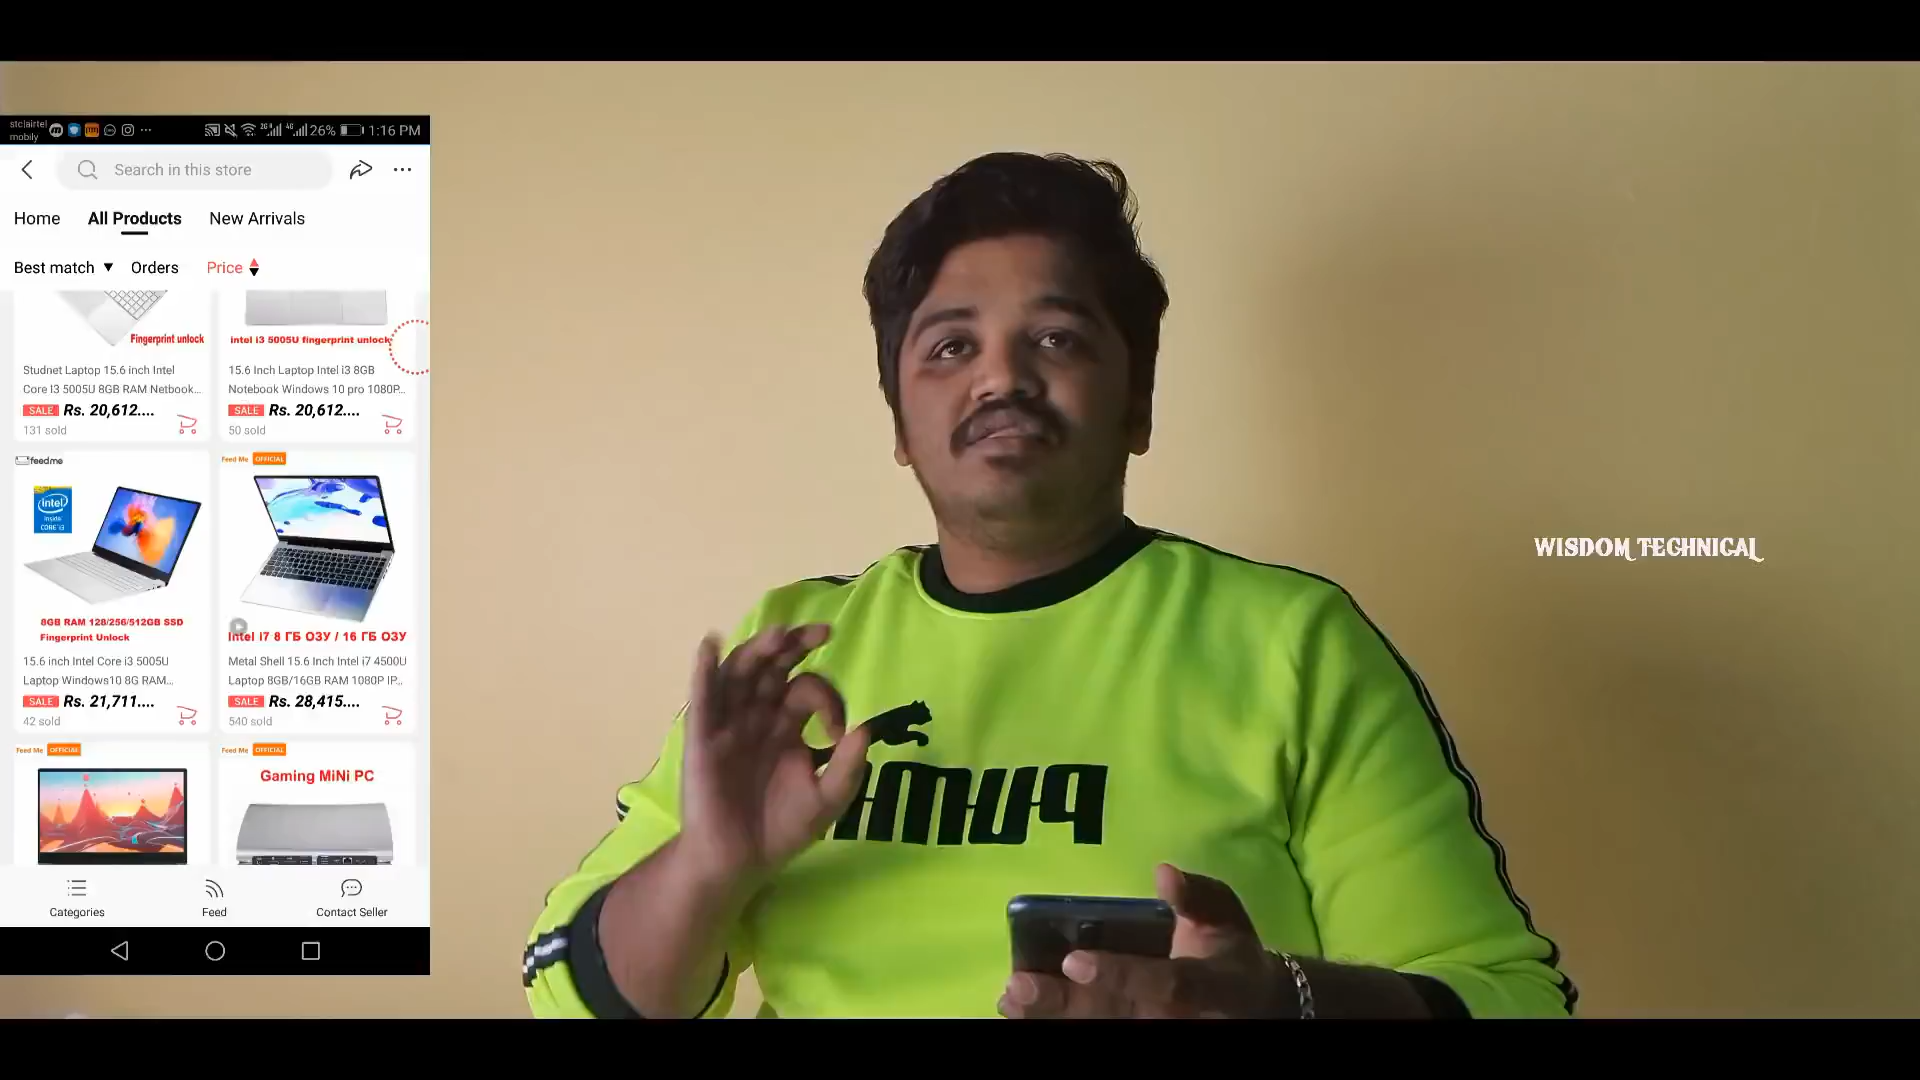 stc|airtel
mobily
26%
1:16 PM
Search in this store
Home
All Products
New Arrivals
Best match
Orders
Price
Fingerprint unlock
intel i3 5005U fingerprint unlock
Studnet Laptop 15.6 inch Intel
Core I3 5005U 8GB RAM Netbook...
SALE Rs. 20,612....
131 sold
15.6 Inch Laptop Intel i3 8GB
Notebook Windows 10 pro 1080P...
SALE Rs. 20,612....
50 sold
feedme
intel
inside
CORE i3
8GB RAM 128/256/512GB SSD
Fingerprint Unlock
15.6 inch Intel Core i3 5005U
Laptop Windows10 8G RAM...
SALE Rs. 21,711....
42 sold
Feed Me OFFICIAL
Intel i7 8 ГБ ОЗУ / 16 ГБ ОЗУ
Metal Shell 15.6 Inch Intel i7 4500U
Laptop 8GB/16GB RAM 1080P IP...
SALE Rs. 28,415....
540 sold
Feed Me OFFICIAL
Feed Me OFFICIAL
Gaming MiNi PC
Categories
Feed
Contact Seller
WISDOM TECHNICAL
PUMA